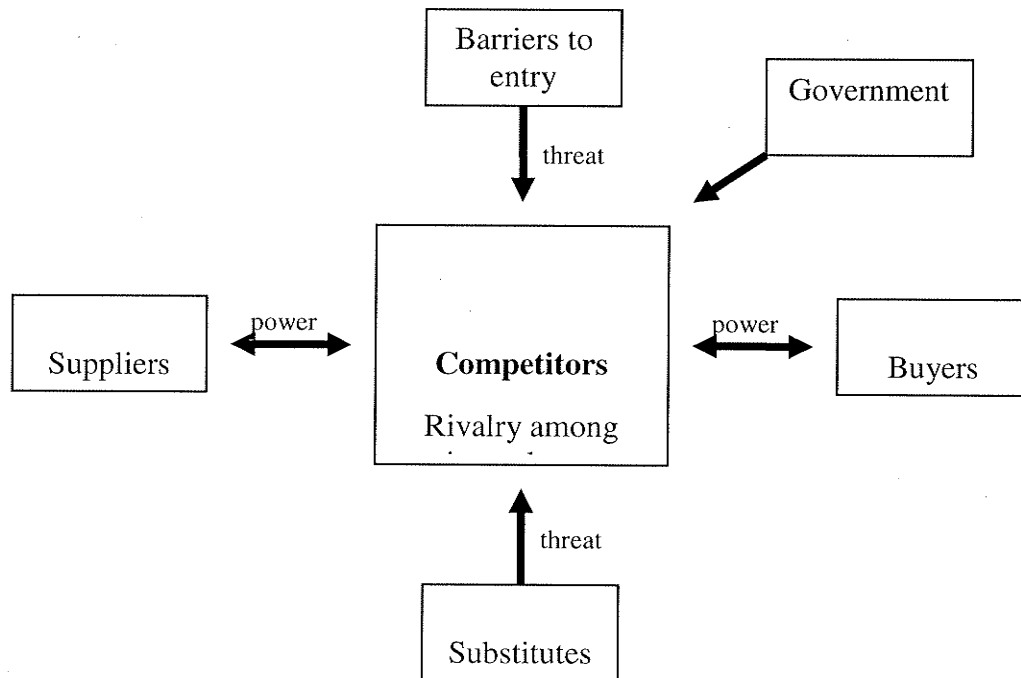 Barriers to
entry
Government
threat
power
power
Suppliers
Competitors
Buyers
Rivalry among
threat
Substitutes